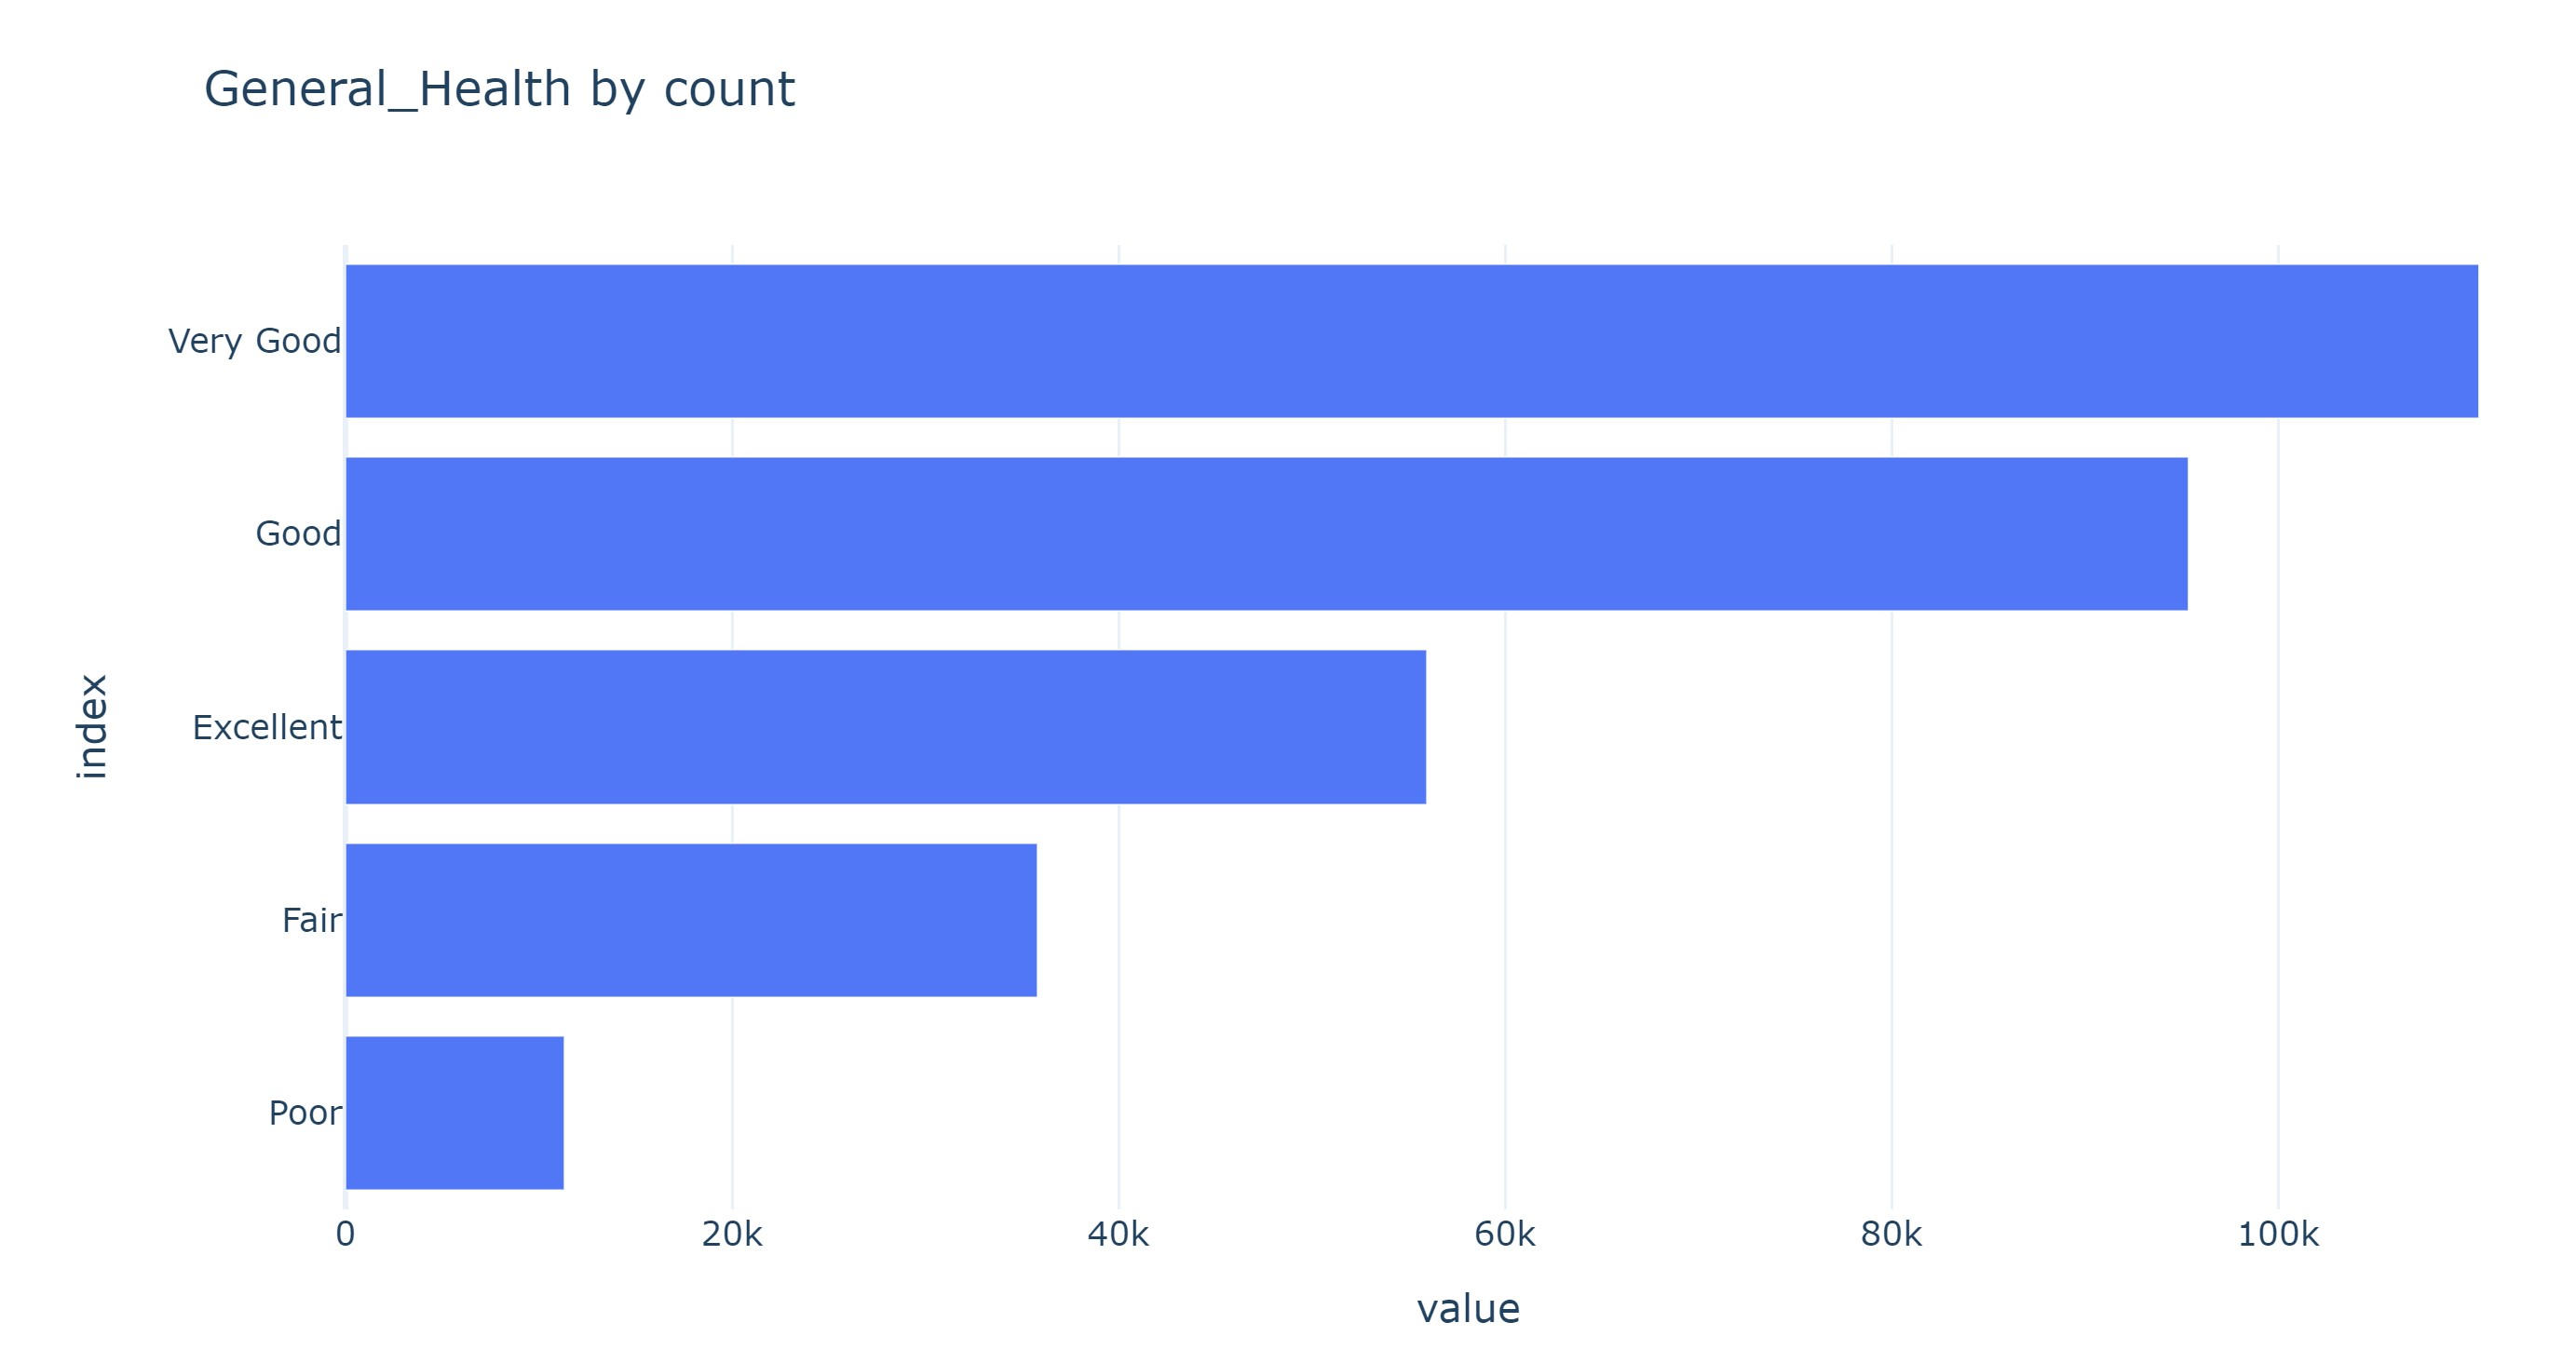 General_Health by count
Very Good
Good
Excellent
Fair
Poor
index
0 20k 40k 60k 80k 100k
value